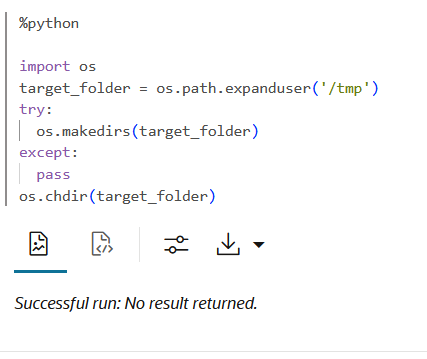 %python
import os
target_folder = os.path.expanduser('/tmp')
try:
  os.makedirs(target_folder)
except:
  pass
os.chdir(target_folder)
Successful run: No result returned.